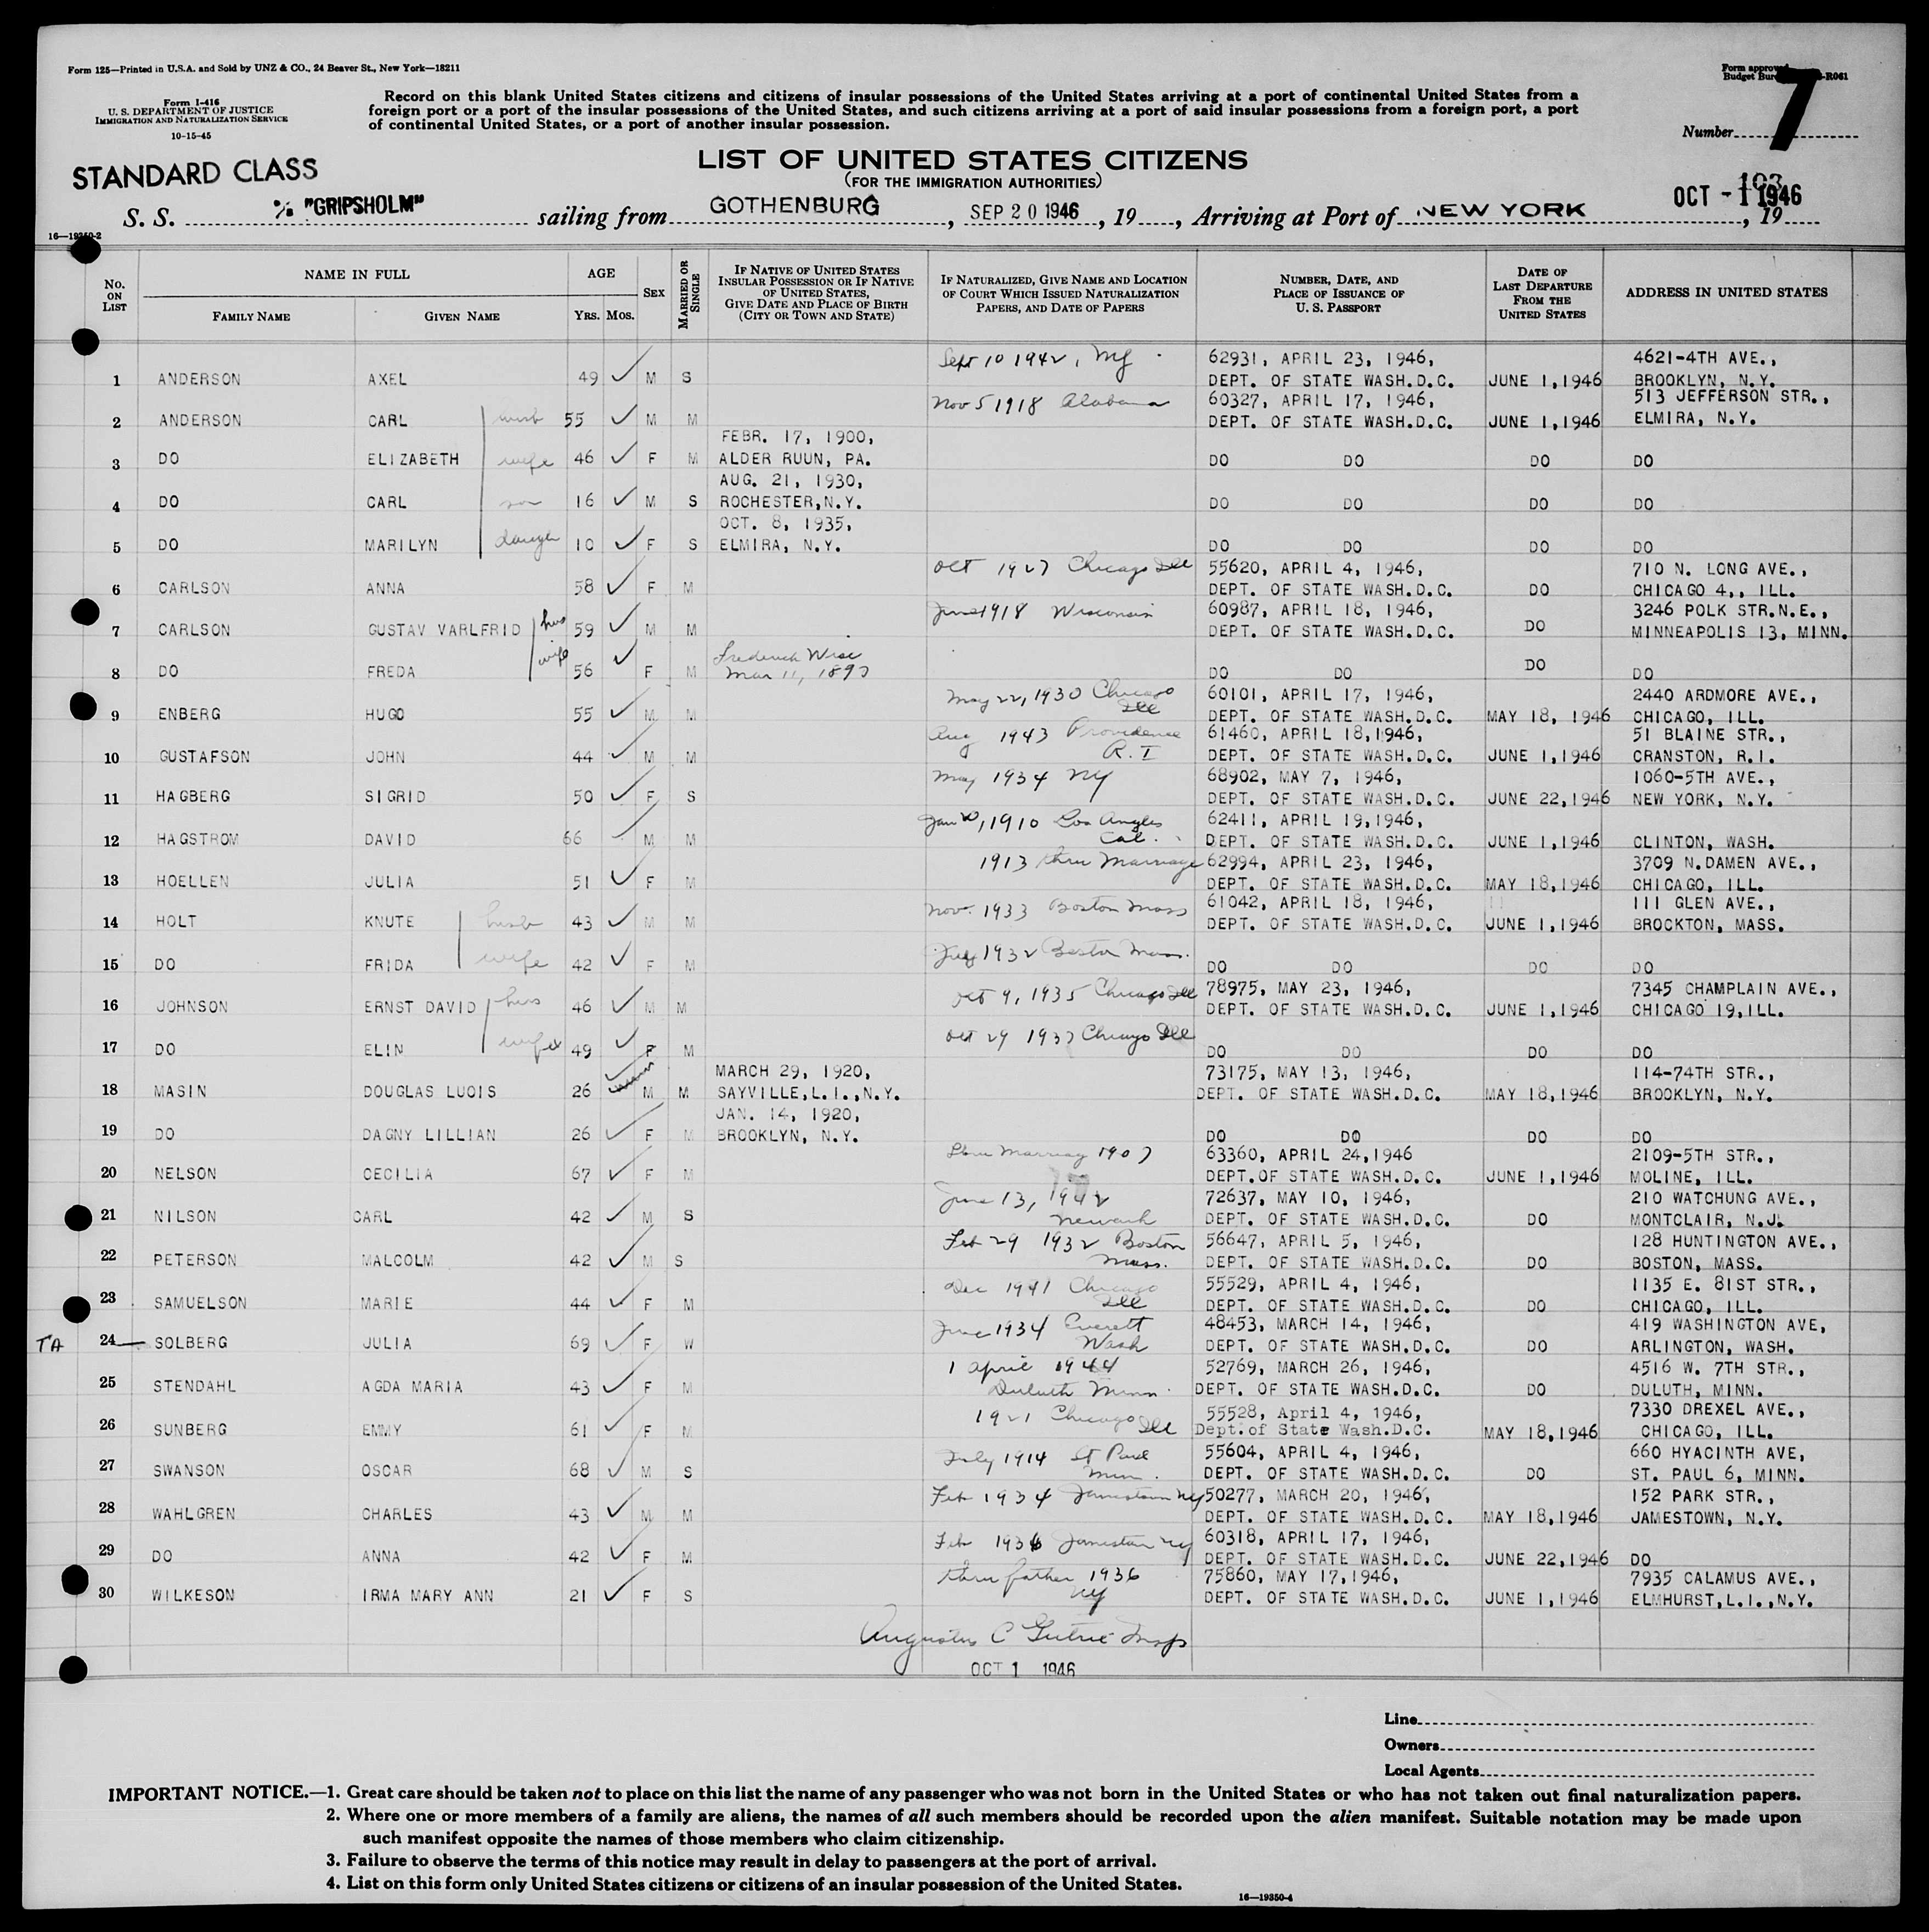 Form 125—Printed in U.S.A. and Sold by UNZ & CO., 24 Beaver St., New York—18211
Form approved
Budget Bur R061
Form I-416
U. S. DEPARTMENT OF JUSTICE
IMMIGRATION AND NATURALIZATION SERVICE
10-15-45
Record on this blank United States citizens and citizens of insular possessions of the United States arriving at a port of continental United States from a
foreign port or a port of the insular possessions of the United States, and such citizens arriving at a port of said insular possessions from a foreign port, a port
of continental United States, or a port of another insular possession.
Number 7
STANDARD CLASS
LIST OF UNITED STATES CITIZENS
(FOR THE IMMIGRATION AUTHORITIES)
S. S. "GRIPSHOLM" sailing from GOTHENBURG, SEP 20 1946, 19, Arriving at Port of NEW YORK OCT - 1 1946, 19
16—19350-2
No. ON LIST
NAME IN FULL
FAMILY NAME
GIVEN NAME
AGE
YRS. MOS.
SEX
MARRIED OR SINGLE
IF NATIVE OF UNITED STATES
INSULAR POSSESSION OR IF NATIVE
OF UNITED STATES,
GIVE DATE AND PLACE OF BIRTH
(CITY OR TOWN AND STATE)
IF NATURALIZED, GIVE NAME AND LOCATION
OF COURT WHICH ISSUED NATURALIZATION
PAPERS, AND DATE OF PAPERS
NUMBER, DATE, AND
PLACE OF ISSUANCE OF
U. S. PASSPORT
DATE OF
LAST DEPARTURE
FROM THE
UNITED STATES
ADDRESS IN UNITED STATES
Sept 10 1942, NY 62931, APRIL 23, 1946, 4621-4TH AVE.,
1 ANDERSON AXEL 49 ✓ M S DEPT. OF STATE WASH.D.C. JUNE 1,1946 BROOKLYN, N.Y.
Nov 5 1918 Alabama 60327, APRIL 17, 1946, 513 JEFFERSON STR.,
2 ANDERSON CARL 55 ✓ M M DEPT. OF STATE WASH.D.C. JUNE 1,1946 ELMIRA, N.Y.
FEBR. 17, 1900,
3 DO ELIZABETH wife 46 ✓ F M ALDER RUUN, PA. DO DO DO DO
AUG. 21, 1930,
4 DO CARL son 16 ✓ M S ROCHESTER,N.Y. DO DO DO DO
OCT. 8, 1935,
5 DO MARILYN 10 ✓ F S ELMIRA, N.Y. DO DO DO DO
Oct 1927 Chicago Ill 55620, APRIL 4, 1946, 710 N. LONG AVE.,
6 CARLSON ANNA 58 ✓ F M DEPT. OF STATE WASH.D.C. DO CHICAGO 4,, ILL.
June 1918 Wisconsin 60987, APRIL 18, 1946, 3246 POLK STR.N.E.,
7 CARLSON GUSTAV VARLFRID hus 59 ✓ M M DEPT. OF STATE WASH.D.C. DO MINNEAPOLIS 13, MINN.
Frederick Wisc
8 DO FREDA wife 56 ✓ F M Mar 11, 1890 DO DO DO DO
May 22, 1930 Chicago Ill 60101, APRIL 17, 1946, 2440 ARDMORE AVE.,
9 ENBERG HUGO 55 ✓ M M DEPT. OF STATE WASH.D.C. MAY 18, 1946 CHICAGO, ILL.
Aug 1943 Providence R.I 61460, APRIL 18,1946, 51 BLAINE STR.,
10 GUSTAFSON JOHN 44 ✓ M M DEPT. OF STATE WASH.D.C. JUNE 1,1946 CRANSTON, R.I.
May 1934 NY 68902, MAY 7, 1946, 1060-5TH AVE.,
11 HAGBERG SIGRID 50 ✓ F S DEPT. OF STATE WASH.D.C. JUNE 22,1946 NEW YORK, N.Y.
1910 Los Angles Cal. 62411, APRIL 19,1946,
12 HAGSTROM DAVID 66 ✓ M M DEPT. OF STATE WASH.D.C. JUNE 1,1946 CLINTON, WASH.
1913 thru Marriage 62994, APRIL 23, 1946, 3709 N.DAMEN AVE.,
13 HOELLEN JULIA 51 ✓ F M DEPT. OF STATE WASH.D.C. MAY 18,1946 CHICAGO, ILL.
Nov. 1933 Boston Mass 61042, APRIL 18, 1946, 111 GLEN AVE.,
14 HOLT KNUTE husb 43 ✓ M M DEPT. OF STATE WASH.D.C. JUNE 1,1946 BROCKTON, MASS.
July 1932 Boston Mass.
15 DO FRIDA wife 42 ✓ F M DO DO DO DO
Oct 9, 1935 Chicago Ill 78975, MAY 23, 1946, 7345 CHAMPLAIN AVE.,
16 JOHNSON ERNST DAVID hus 46 ✓ M M DEPT. OF STATE WASH.D.C. JUNE 1,1946 CHICAGO 19,ILL.
Oct 29 1937 Chicago Ill
17 DO ELIN wife 49 ✓ F M DO DO DO DO
MARCH 29, 1920, 73175, MAY 13, 1946, 114-74TH STR.,
18 MASIN DOUGLAS LUOIS 26 ✓ M M SAYVILLE,L.I.,N.Y. DEPT. OF STATE WASH.D.C. MAY 18,1946 BROOKLYN, N.Y.
JAN. 14, 1920,
19 DO DAGNY LILLIAN 26 ✓ F M BROOKLYN, N.Y. DO DO DO DO
thru Marriag 1907 63360, APRIL 24,1946 2109-5TH STR.,
20 NELSON CECILIA 67 ✓ F M DEPT.OF STATE WASH.D.C. JUNE 1,1946 MOLINE, ILL.
June 13, 1942 Newark 72637, MAY 10, 1946, 210 WATCHUNG AVE.,
21 NILSON CARL 42 ✓ M S DEPT. OF STATE WASH.D.C. DO MONTCLAIR, N.J.
Feb 29 1932 Boston Mass. 56647, APRIL 5, 1946, 128 HUNTINGTON AVE.,
22 PETERSON MALCOLM 42 ✓ M S DEPT. OF STATE WASH.D.C. DO BOSTON, MASS.
Dec 1941 Chicago Ill 55529, APRIL 4, 1946, 1135 E. 81ST STR.,
23 SAMUELSON MARIE 44 ✓ F M DEPT. OF STATE WASH.D.C. DO CHICAGO, ILL.
June 1934 Everett Wash 48453, MARCH 14, 1946, 419 WASHINGTON AVE,
TA 24 SOLBERG JULIA 69 ✓ F W DEPT. OF STATE WASH.D.C. DO ARLINGTON, WASH.
1 April 1944 Duluth Minn. 52769, MARCH 26, 1946, 4516 W. 7TH STR.,
25 STENDAHL AGDA MARIA 43 ✓ F M DEPT. OF STATE WASH.D.C. DO DULUTH, MINN.
1921 Chicago Ill 55528, April 4, 1946, 7330 DREXEL AVE.,
26 SUNBERG EMMY 61 ✓ F M Dept.of State Wash.D.C. MAY 18,1946 CHICAGO, ILL.
July 1914 St Paul Minn. 55604, APRIL 4, 1946, 660 HYACINTH AVE,
27 SWANSON OSCAR 68 ✓ M S DEPT. OF STATE WASH.D.C. DO ST. PAUL 6, MINN.
Feb 1934 Jamestown NY 50277, MARCH 20, 1946, 152 PARK STR.,
28 WAHLGREN CHARLES 43 ✓ M M DEPT. OF STATE WASH.D.C. MAY 18,1946 JAMESTOWN, N.Y.
Feb 1936 Jamestown NY 60318, APRIL 17, 1946,
29 DO ANNA 42 ✓ F M DEPT. OF STATE WASH.D.C. JUNE 22,1946 DO
thru father 1936 NY 75860, MAY 17,1946, 7935 CALAMUS AVE.,
30 WILKESON IRMA MARY ANN 21 ✓ F S DEPT. OF STATE WASH.D.C. JUNE 1,1946 ELMHURST,L.I.,N.Y.
Augustus C
OCT 1 1946
Line
Owners
Local Agents
IMPORTANT NOTICE.—1. Great care should be taken not to place on this list the name of any passenger who was not born in the United States or who has not taken out final naturalization papers.
2. Where one or more members of a family are aliens, the names of all such members should be recorded upon the alien manifest. Suitable notation may be made upon
such manifest opposite the names of those members who claim citizenship.
3. Failure to observe the terms of this notice may result in delay to passengers at the port of arrival.
4. List on this form only United States citizens or citizens of an insular possession of the United States.
16—19350-4